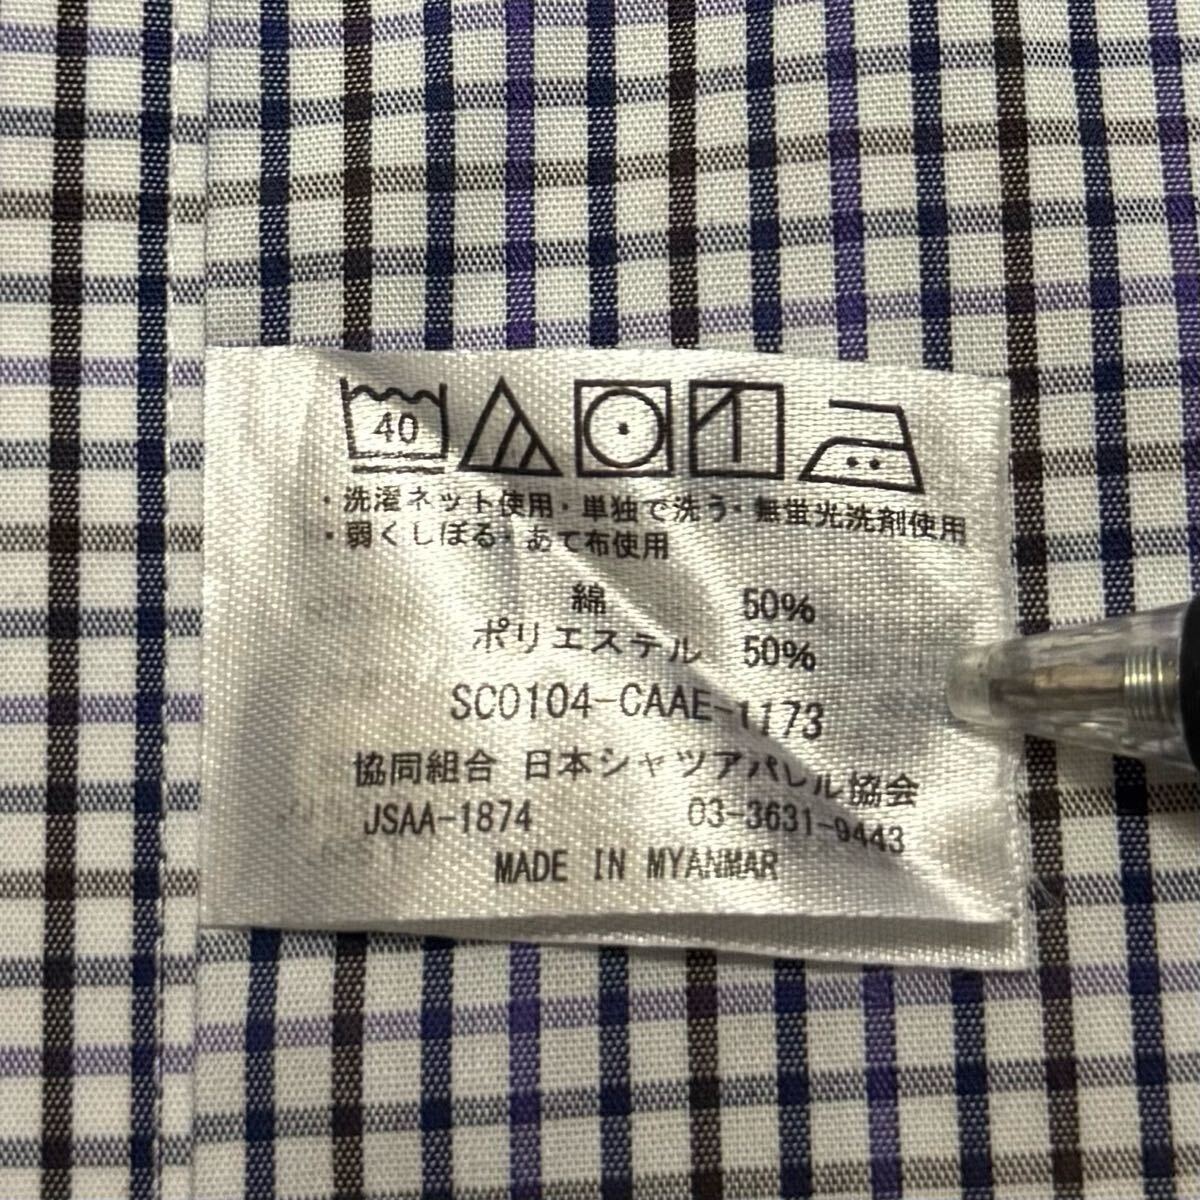 40
・洗濯ネット使用・単独で洗う・無蛍光洗剤使用
・弱くしぼる・あて布使用
綿 50%
ポリエステル 50%
SC0104-CAAE-1173
協同組合 日本シャツアパレル協会
JSAA-1874 03-3631-9443
MADE IN MYANMAR